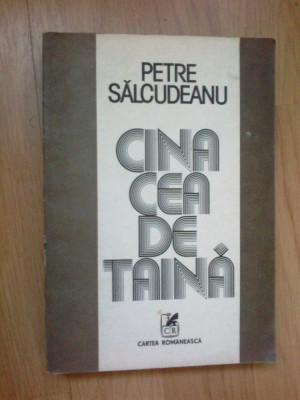 PETRE
SĂLCUDEANU
CINA
CEA
DE
TAINĂ
CR
CARTEA ROMÂNEASCĂ